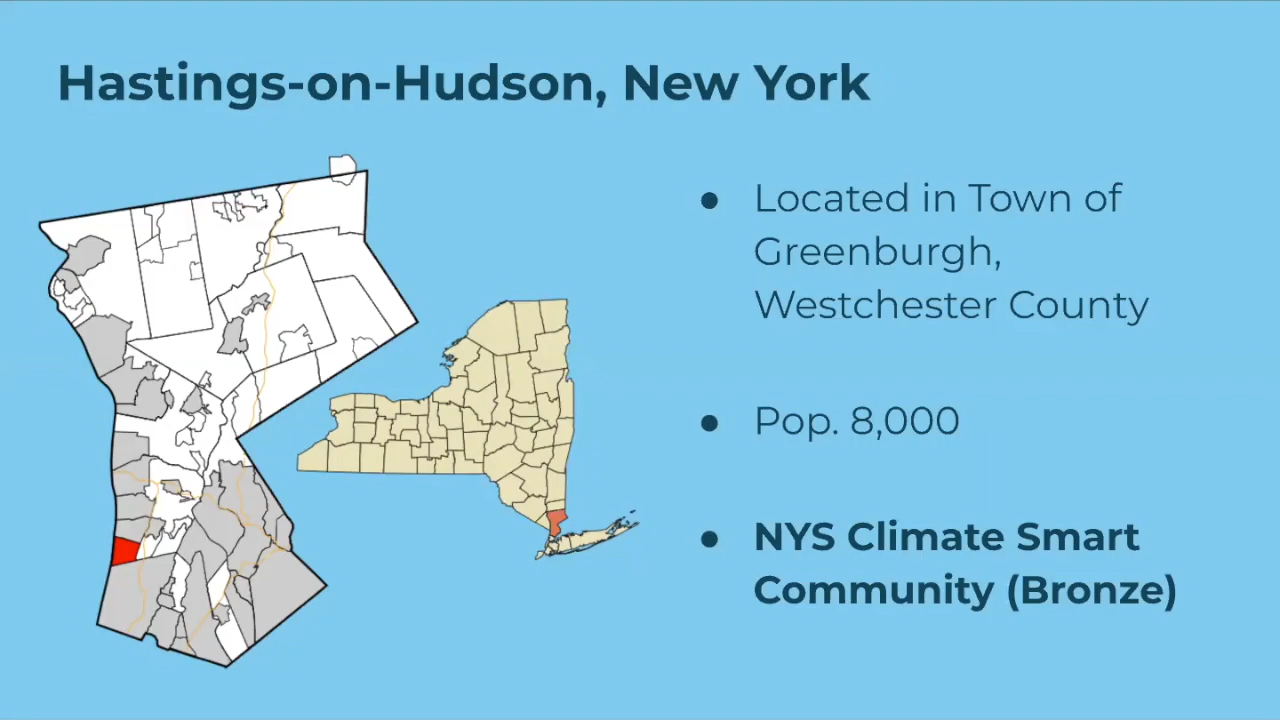 Hastings-on-Hudson, New York
● Located in Town of
Greenburgh,
Westchester County
● Pop. 8,000
● NYS Climate Smart
Community (Bronze)